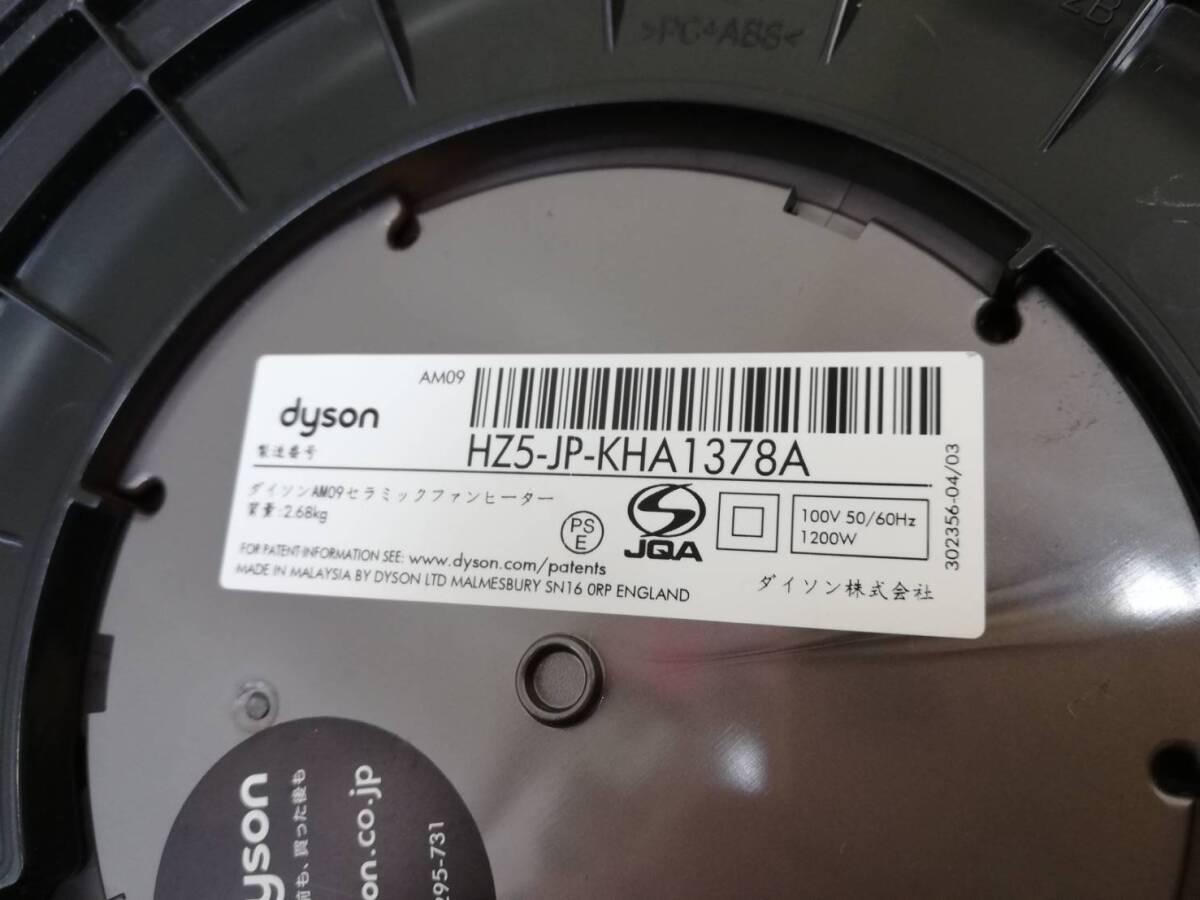 >PC+ABS<
AM09
dyson
製造番号
HZ5-JP-KHA1378A
ダイソンAM09セラミックファンヒーター
質量:2.68kg
PS
E
JQA
100V 50/60Hz
1200W
FOR PATENT-INFORMATION SEE: www.dyson.com/patents
MADE IN MALAYSIA BY DYSON LTD MALMESBURY SN16 0RP ENGLAND
ダイソン株式会社
302356-04/03
yson
前も、買った後も
on.co.jp
295-731